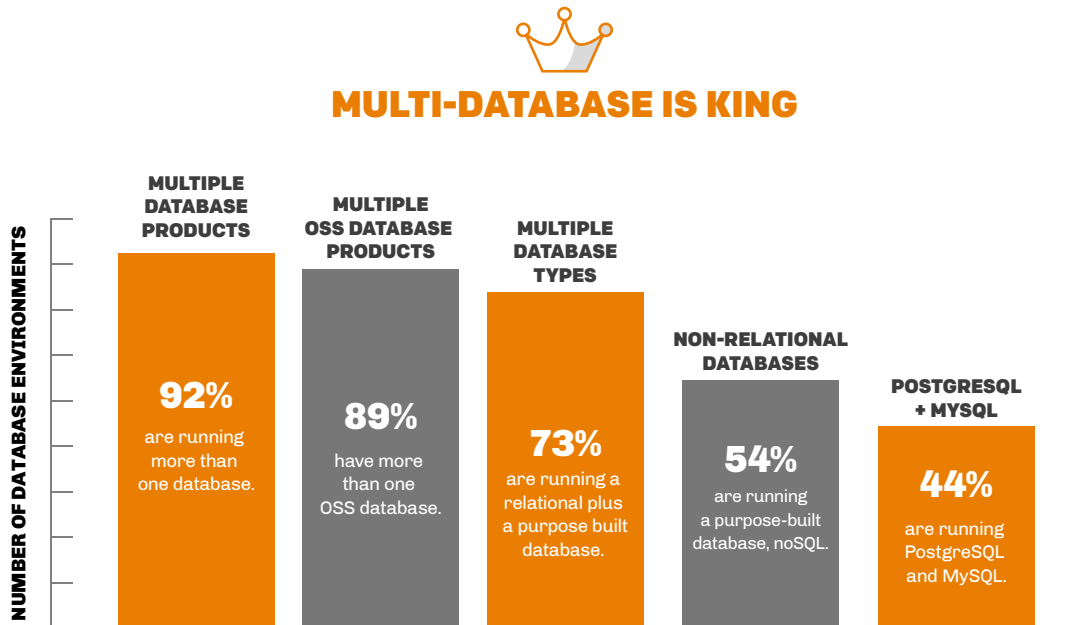 MULTI-DATABASE IS KING
NUMBER OF DATABASE ENVIRONMENTS
MULTIPLE
DATABASE
PRODUCTS
92%
are running
more than
one database.
MULTIPLE
OSS DATABASE
PRODUCTS
89%
have more
than one
OSS database.
MULTIPLE
DATABASE
TYPES
73%
are running a
relational plus
a purpose built
database.
NON-RELATIONAL
DATABASES
54%
are running
a purpose-built
database, noSQL.
POSTGRESQL
+ MYSQL
44%
are running
PostgreSQL
and MySQL.